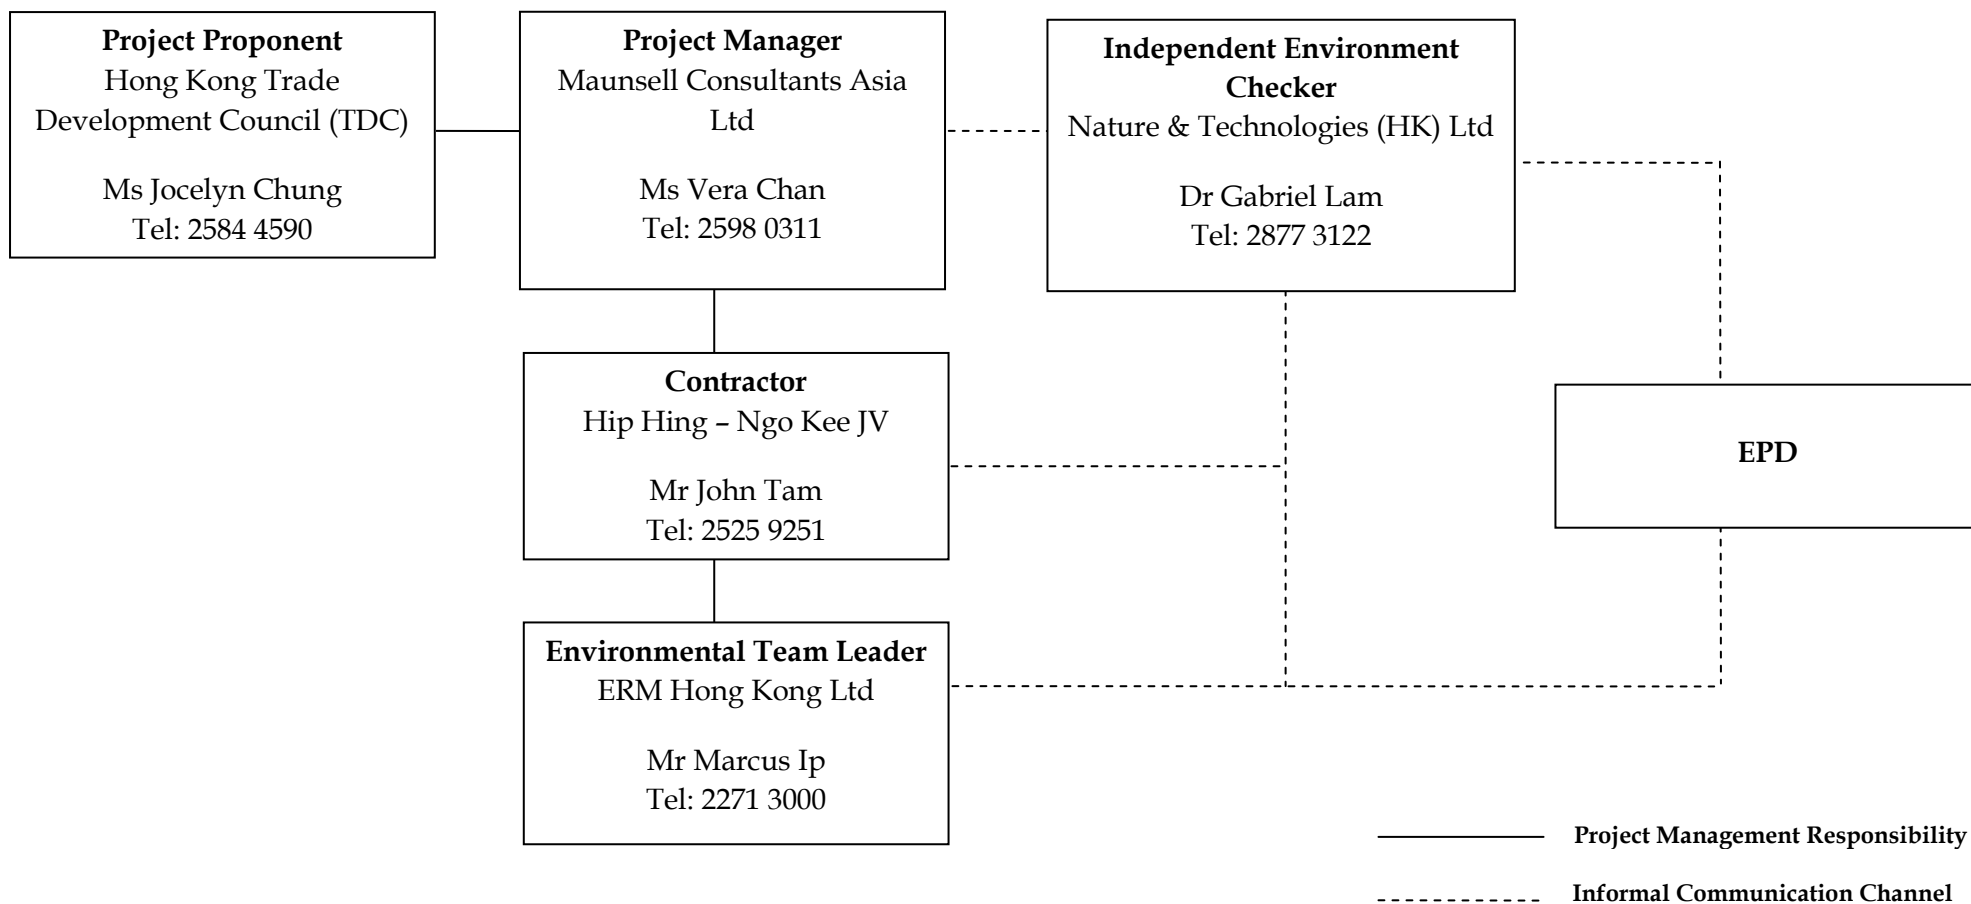 Project Proponent
Hong Kong Trade
Development Council (TDC)
Ms Jocelyn Chung
Tel: 2584 4590
Project Manager
Maunsell Consultants Asia
Ltd
Ms Vera Chan
Tel: 2598 0311
Independent Environment
Checker
Nature & Technologies (HK) Ltd
Dr Gabriel Lam
Tel: 2877 3122
Contractor
Hip Hing – Ngo Kee JV
Mr John Tam
Tel: 2525 9251
EPD
Environmental Team Leader
ERM Hong Kong Ltd
Mr Marcus Ip
Tel: 2271 3000
Project Management Responsibility
Informal Communication Channel